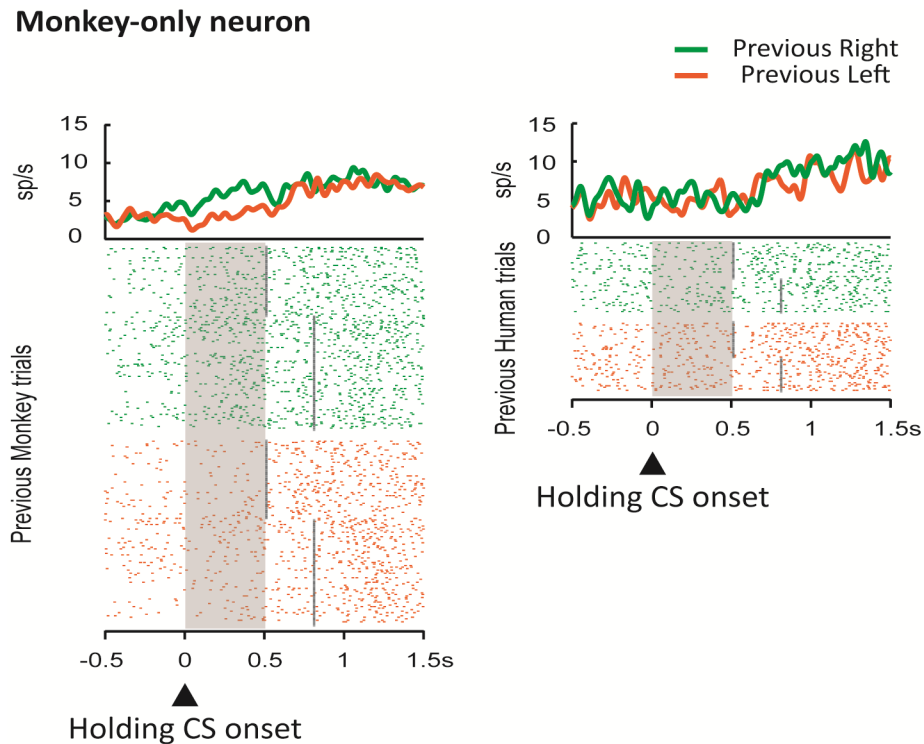 Monkey-only neuron
Previous Right
Previous Left
15
10
5
0
sp/s
Previous Monkey trials
-0.5 0 0.5 1 1.5s
Holding CS onset
15
10
5
0
sp/s
Previous Human trials
-0.5 0 0.5 1 1.5s
Holding CS onset